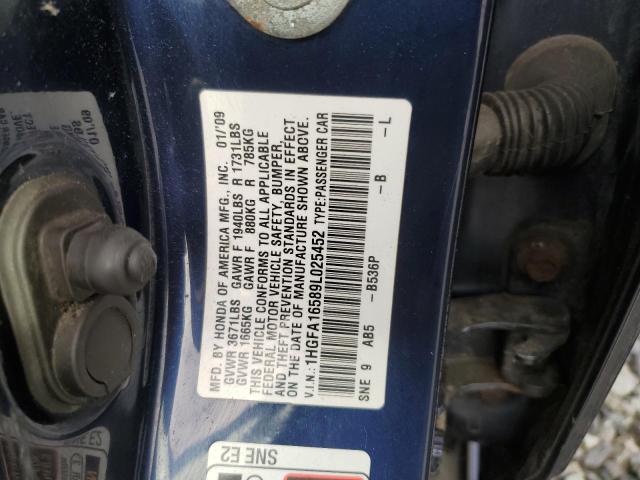 MFD. BY HONDA OF AMERICA MFG., INC. 01/'09
GVWR 3671LBS GAWR F 1940LBS R 1731LBS
GVWR 1665KG GAWR F 880KG R 785KG
THIS VEHICLE CONFORMS TO ALL APPLICABLE
FEDERAL MOTOR VEHICLE SAFETY, BUMPER,
AND THEFT PREVENTION STANDARDS IN EFFECT
ON THE DATE OF MANUFACTURE SHOWN ABOVE.
V.I.N.: 1HGFA16589L025452 TYPE:PASSENGER CAR
SNE 9 AB5 -B536P -B -L
SNE E2
01/'09